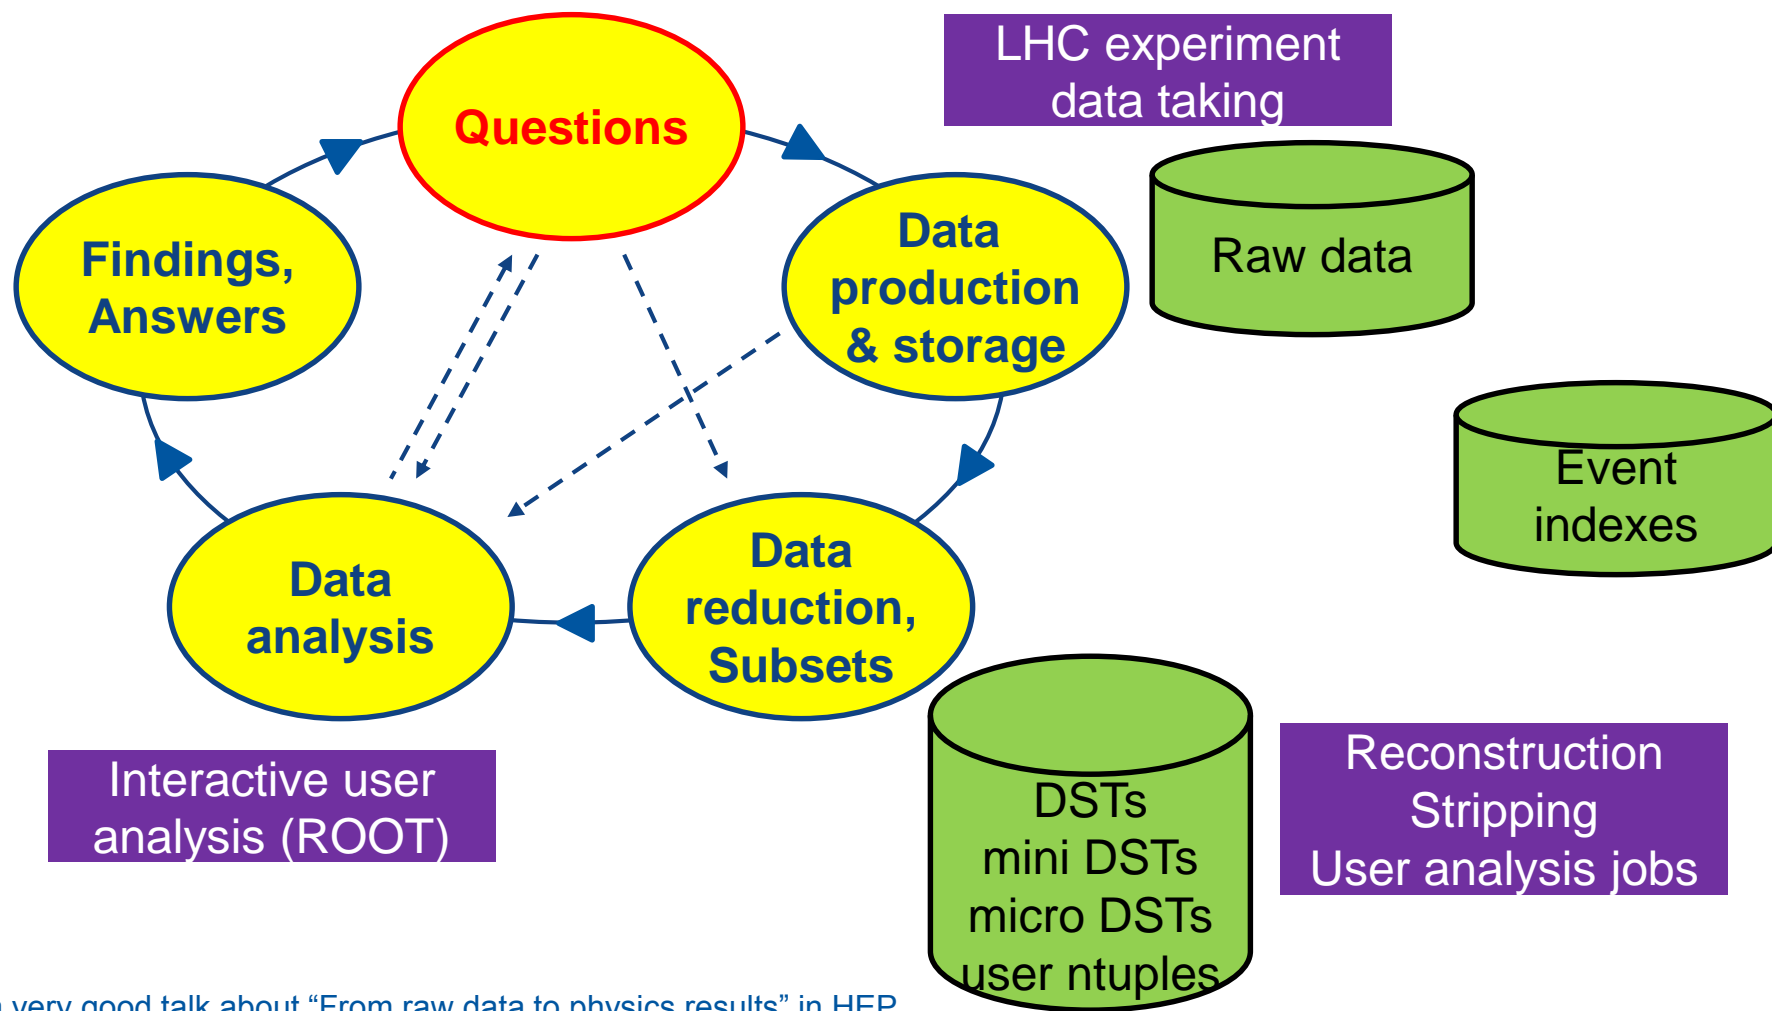 LHC experiment
data taking
Questions
Raw data
Data
production
& storage
Findings,
Answers
Event
indexes
Data
analysis
Data
reduction,
Subsets
Interactive user
analysis (ROOT)
DSTs
mini DSTs
micro DSTs
user ntuples
Reconstruction
Stripping
User analysis jobs
very good talk about “From raw data to physics results” in HEP